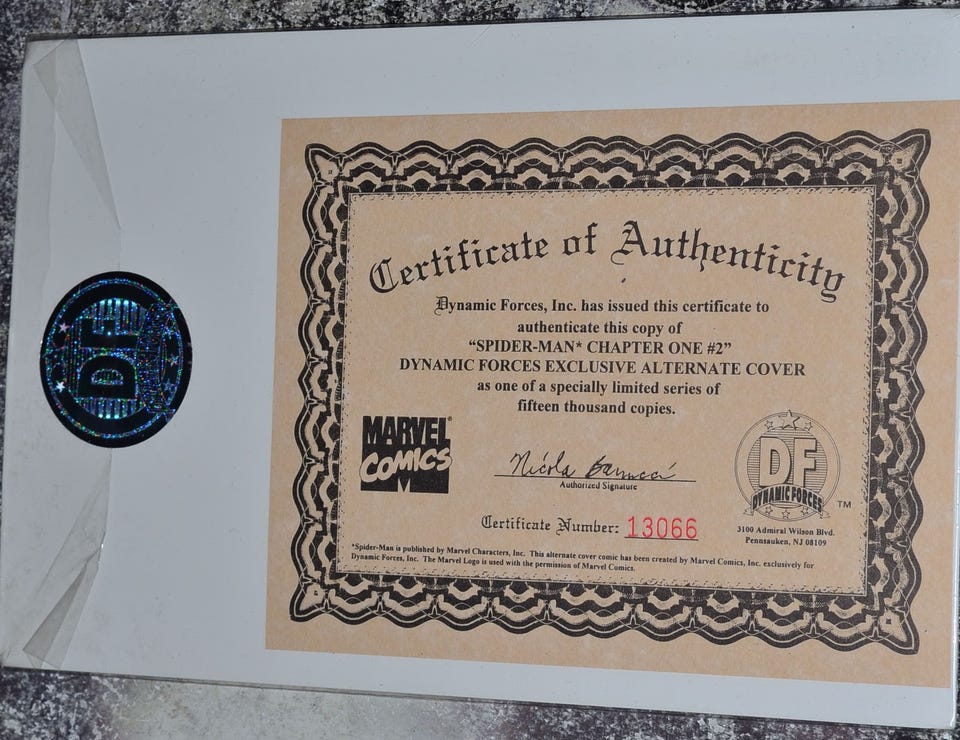 DF
Certificate of Authenticity
Dynamic Forces, Inc. has issued this certificate to
authenticate this copy of
“SPIDER-MAN* CHAPTER ONE #2”
DYNAMIC FORCES EXCLUSIVE ALTERNATE COVER
as one of a specially limited series of
fifteen thousand copies.
MARVEL®
COMICS
Authorized Signature
Certificate Number: 13066
DF
DYNAMIC FORCES
TM
3100 Admiral Wilson Blvd.
Pennsauken, NJ 08109
*Spider-Man is published by Marvel Characters, Inc. This alternate cover comic has been created by Marvel Comics, Inc. exclusively for
Dynamic Forces, Inc. The Marvel Logo is used with the permission of Marvel Comics.